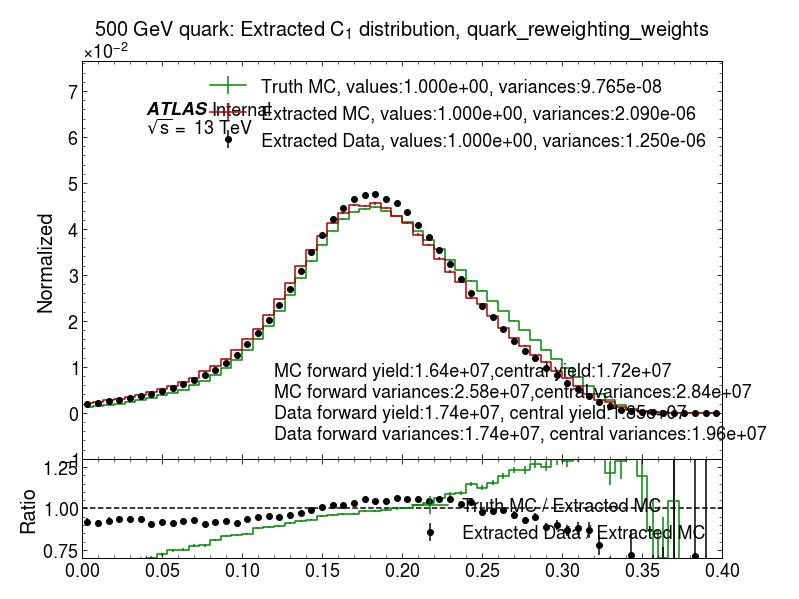 500 GeV quark: Extracted C₁ distribution, quark_reweighting_weights
×10⁻²
Truth MC, values:1.000e+00, variances:9.765e-08
ATLAS Internal
Extracted MC, values:1.000e+00, variances:2.090e-06
√s = 13 TeV
Extracted Data, values:1.000e+00, variances:1.250e-06
7
6
5
4
3
2
1
0
Normalized
MC forward yield:1.64e+07,central yield:1.72e+07
MC forward variances:2.58e+07,central variances:2.84e+07
Data forward yield:1.74e+07, central yield:1.85e+07
Data forward variances:1.74e+07, central variances:1.96e+07
1.25
1.00
0.75
Ratio
Truth MC / Extracted MC
Extracted Data / Extracted MC
0.00 0.05 0.10 0.15 0.20 0.25 0.30 0.35 0.40